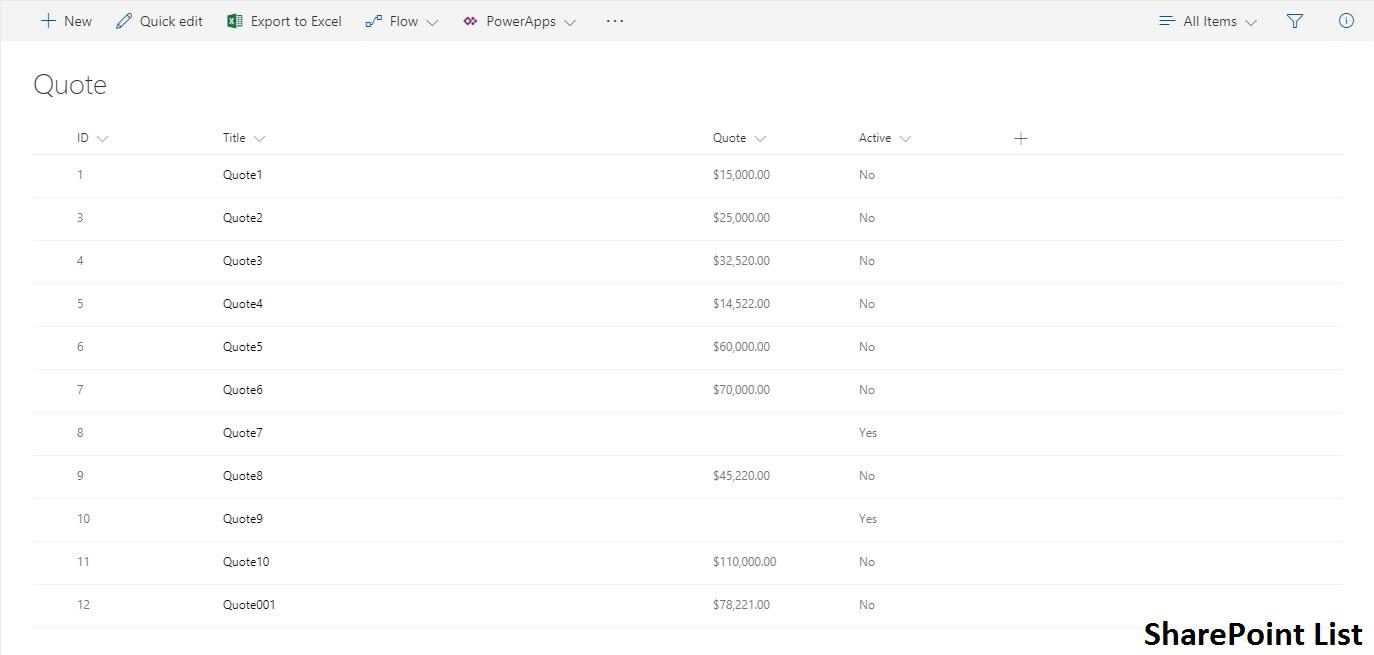 New Quick edit Export to Excel Flow PowerApps ... All Items
Quote
ID Title Quote Active
1 Quote1 $15,000.00 No
3 Quote2 $25,000.00 No
4 Quote3 $32,520.00 No
5 Quote4 $14,522.00 No
6 Quote5 $60,000.00 No
7 Quote6 $70,000.00 No
8 Quote7 Yes
9 Quote8 $45,220.00 No
10 Quote9 Yes
11 Quote10 $110,000.00 No
12 Quote001 $78,221.00 No
SharePoint List